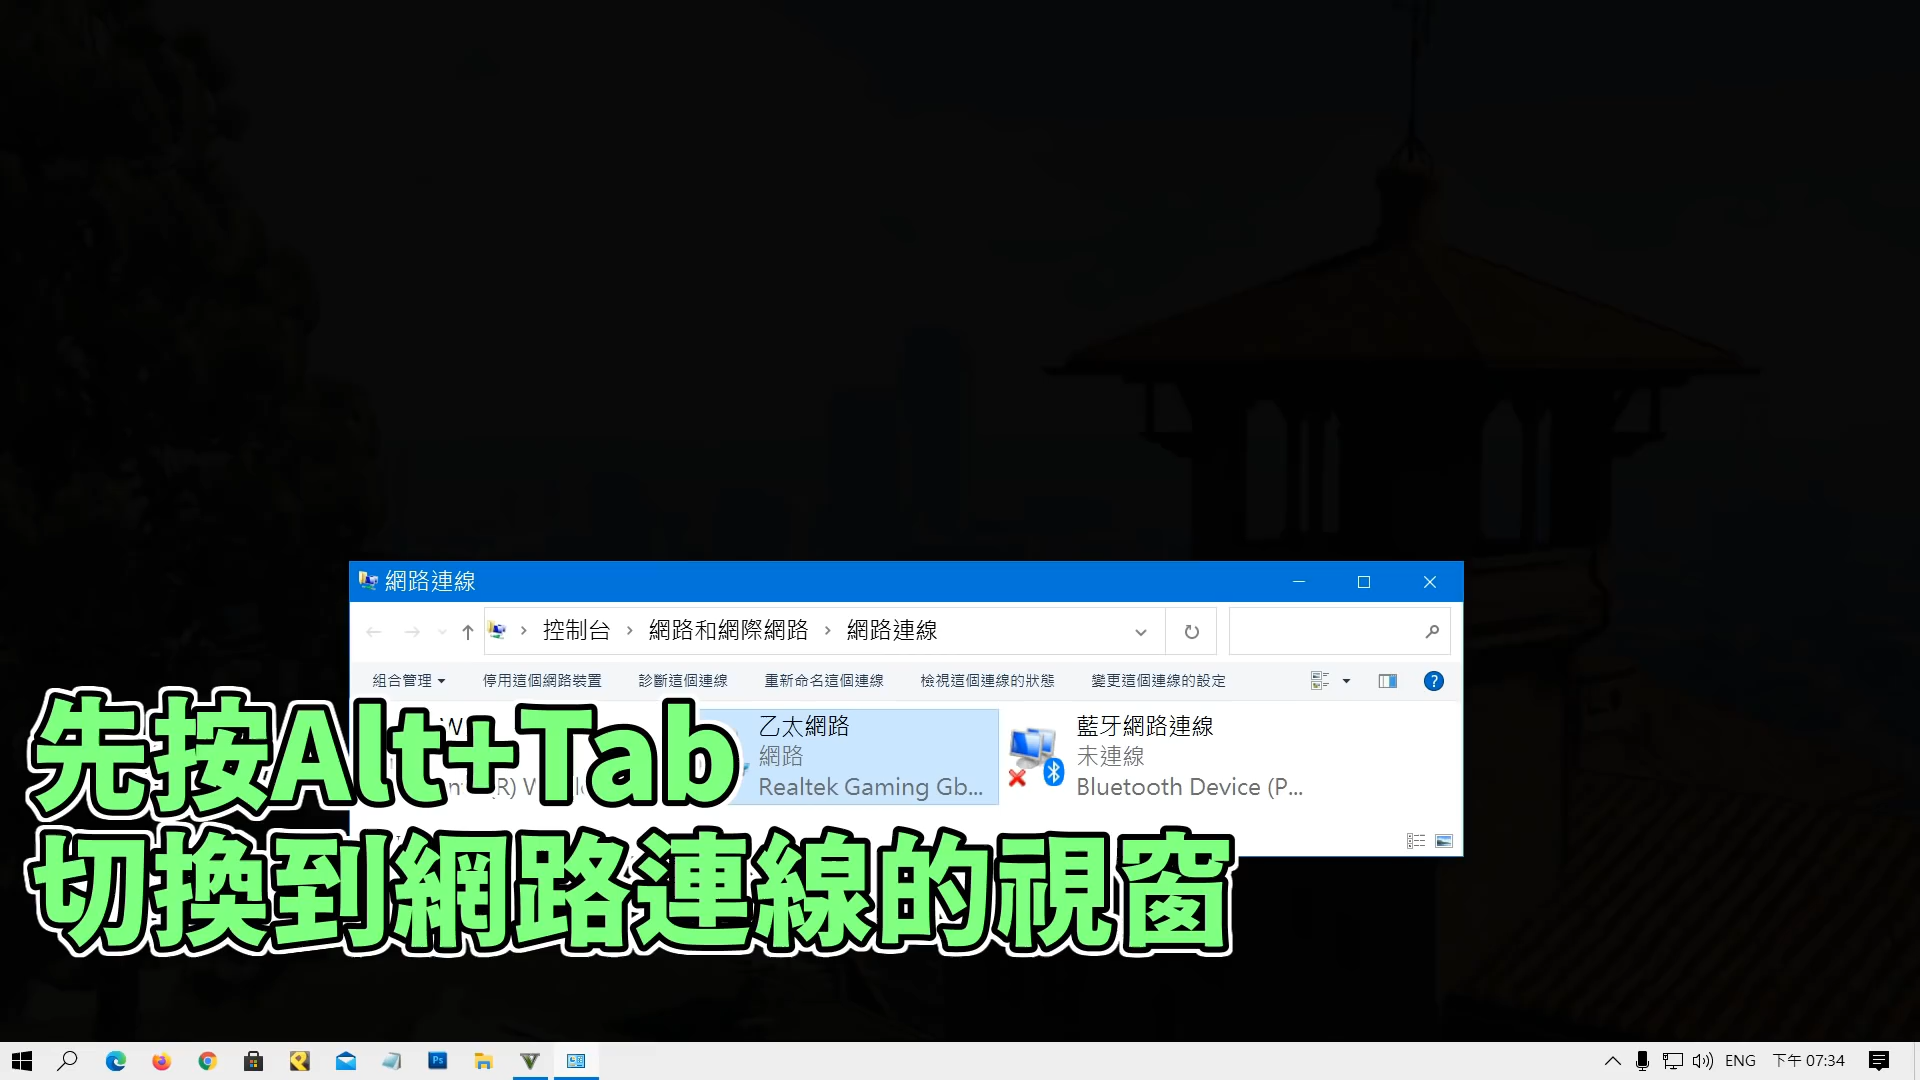 網路連線
控制台 › 網路和網際網路 › 網路連線
組合管理 停用這個網路裝置 診斷這個連線 重新命名這個連線 檢視這個連線的狀態 變更這個連線的設定
乙太網路
網路
Realtek Gaming Gb...
藍牙網路連線
未連線
Bluetooth Device (P...
先按Alt+Tab
切換到網路連線的視窗
Ps
ENG 下午 07:34